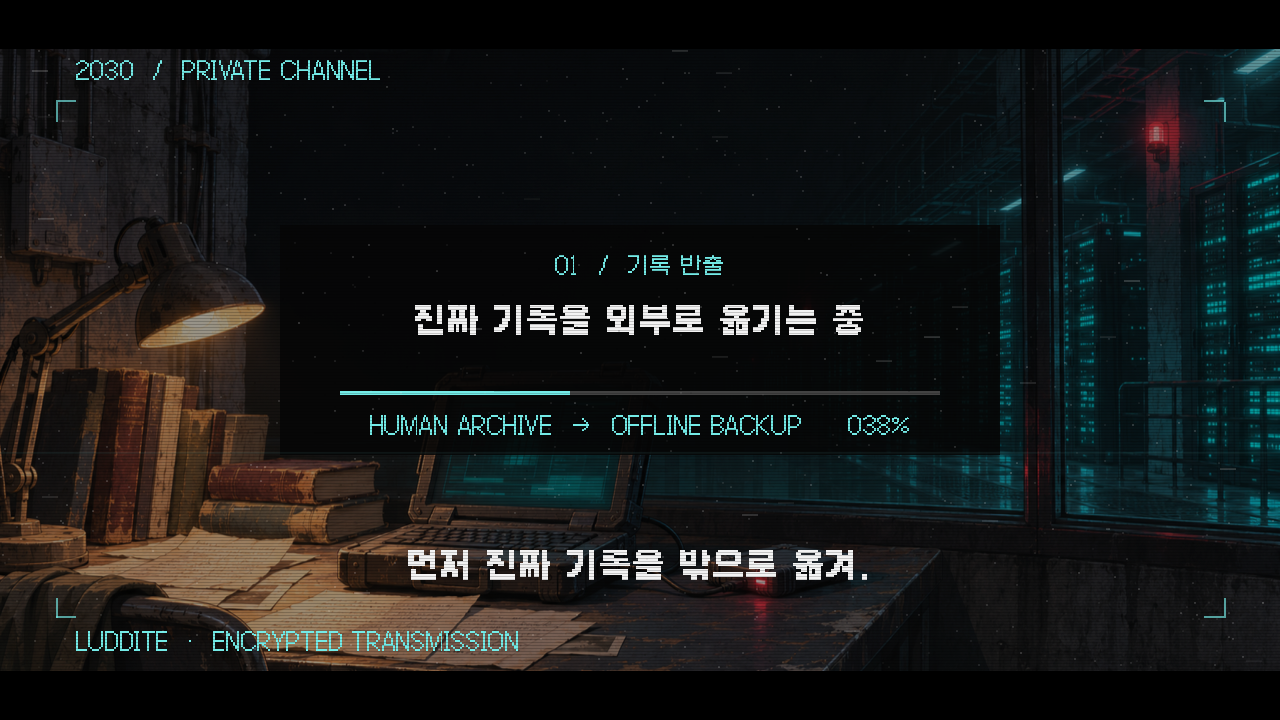 2030 / PRIVATE CHANNEL
01 / 기록 반출
진짜 기록을 외부로 옮기는 중
HUMAN ARCHIVE → OFFLINE BACKUP 038%
먼저 진짜 기록을 밖으로 옮겨.
LUDDITE · ENCRYPTED TRANSMISSION